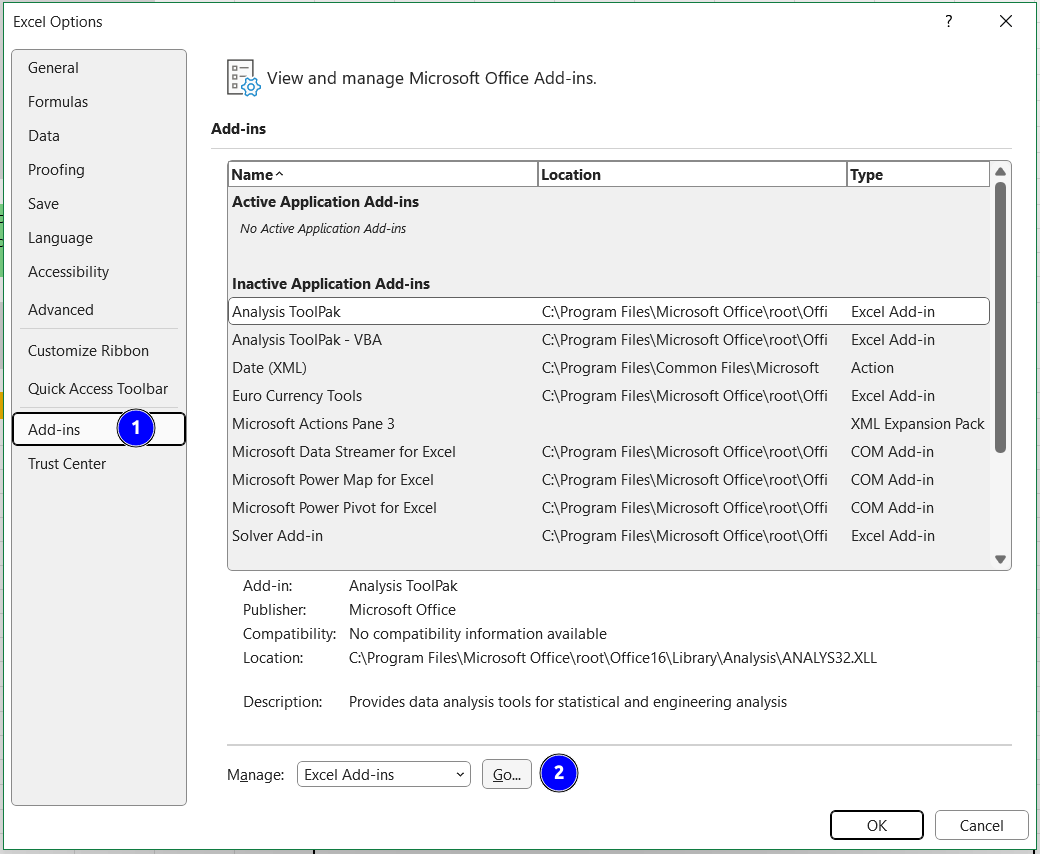 Excel Options ?
General
Formulas
Data
Proofing
Save
Language
Accessibility
Advanced
Customize Ribbon
Quick Access Toolbar
Add-ins 1
Trust Center
View and manage Microsoft Office Add-ins.
Add-ins
Name Location Type
Active Application Add-ins
No Active Application Add-ins
Inactive Application Add-ins
Analysis ToolPak C:\Program Files\Microsoft Office\root\Offi Excel Add-in
Analysis ToolPak - VBA C:\Program Files\Microsoft Office\root\Offi Excel Add-in
Date (XML) C:\Program Files\Common Files\Microsoft Action
Euro Currency Tools C:\Program Files\Microsoft Office\root\Offi Excel Add-in
Microsoft Actions Pane 3 XML Expansion Pack
Microsoft Data Streamer for Excel C:\Program Files\Microsoft Office\root\Offi COM Add-in
Microsoft Power Map for Excel C:\Program Files\Microsoft Office\root\Offi COM Add-in
Microsoft Power Pivot for Excel C:\Program Files\Microsoft Office\root\Offi COM Add-in
Solver Add-in C:\Program Files\Microsoft Office\root\Offi Excel Add-in
Add-in: Analysis ToolPak
Publisher: Microsoft Office
Compatibility: No compatibility information available
Location: C:\Program Files\Microsoft Office\root\Office16\Library\Analysis\ANALYS32.XLL
Description: Provides data analysis tools for statistical and engineering analysis
Manage: Excel Add-ins Go... 2
OK Cancel